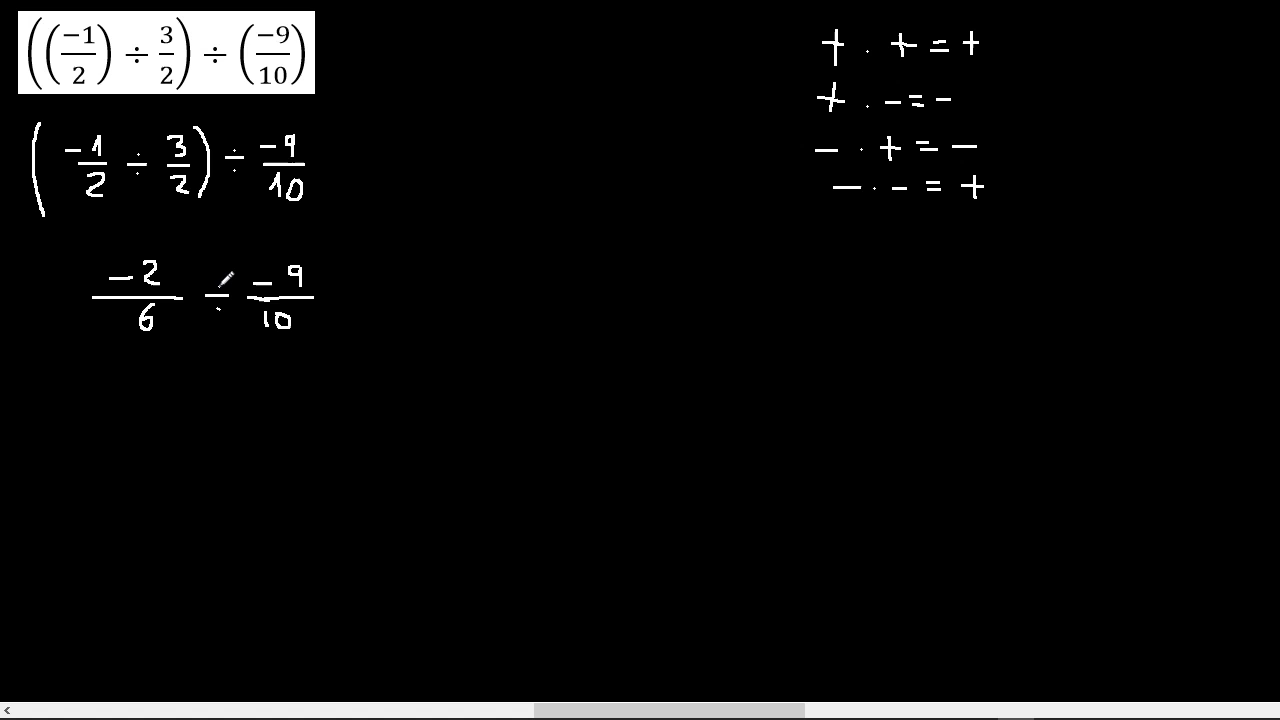 ((−1/2) ÷ 3/2) ÷ (−9/10)
(−1/2 ÷ 3/2) ÷ −9/10
−2/6 ÷ −9/10
+ · + = +
+ · − = −
− · + = −
− · − = +